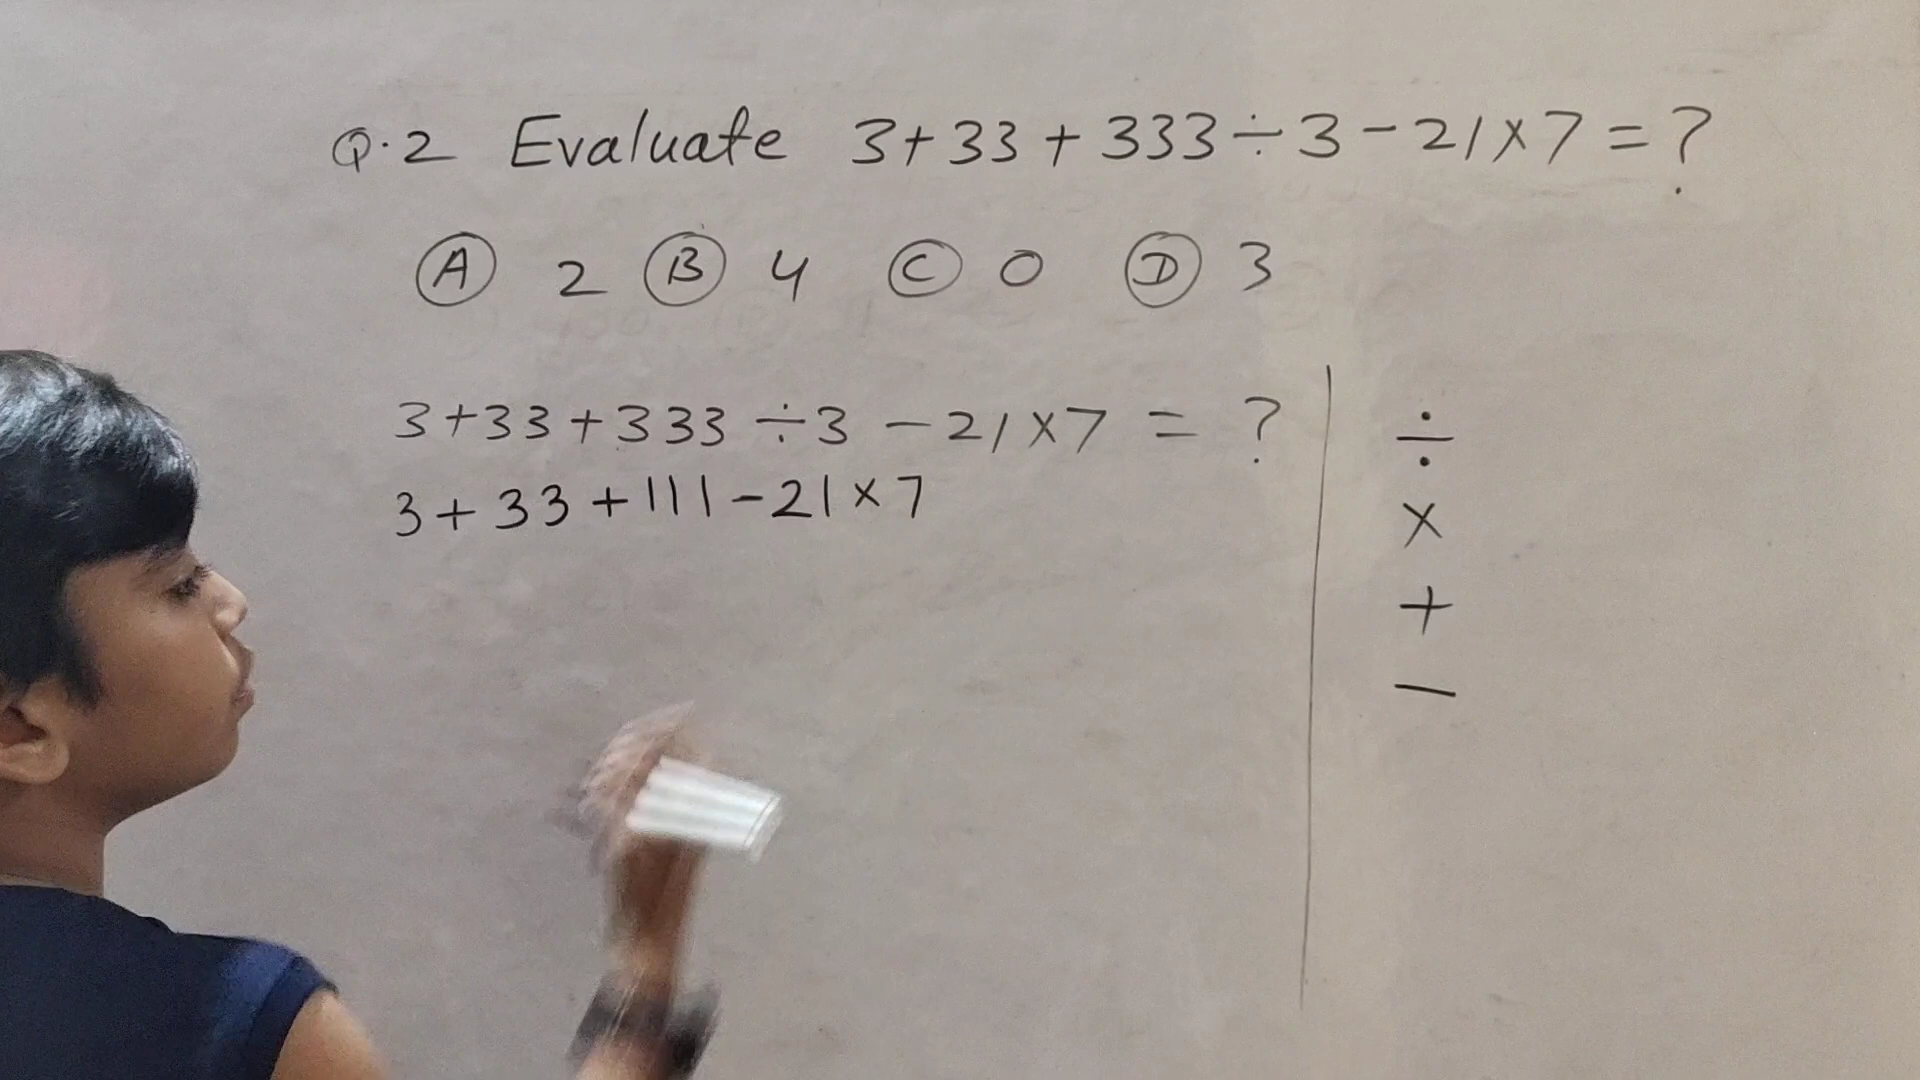 Q.2 Evaluate 3+33+333÷3-21×7=?
A 2 B 4 C 0 D 3
3+33+333÷3-21×7 = ?
3+33+111-21×7
÷
×
+
-